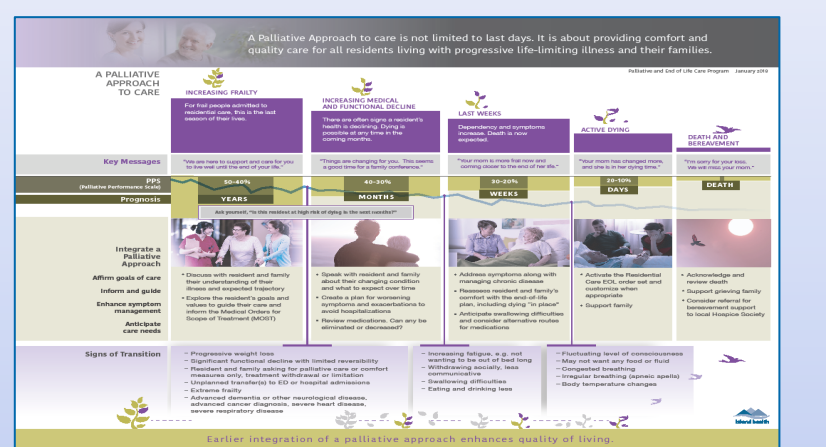 A Palliative Approach to care is not limited to last days. It is about providing comfort and
quality care for all residents living with progressive life-limiting illness and their families.
Palliative and End of Life Care Program January 2016
A PALLIATIVE
APPROACH
TO CARE
INCREASING FRAILTY
For frail people admitted to
residential care, this is the last
season of their lives.
INCREASING MEDICAL
AND FUNCTIONAL DECLINE
There are often signs a resident's
health is declining. Dying is
possible at any time in the
coming months.
LAST WEEKS
Dependency and symptoms
increase. Death is now
expected.
ACTIVE DYING
DEATH AND
BEREAVEMENT
Key Messages
"We are here to support and care for you
to live well until the end of your life."
"Things are changing for you. This seems
a good time for a family conference."
"Your mom is more frail now and
coming closer to the end of her life."
"Your mom has changed more,
and she is in her dying time."
"I'm sorry for your loss.
We will miss your mom."
PPS
(Palliative Performance Scale)
50-40%
40-30%
30-20%
20-10%
Prognosis
YEARS
MONTHS
WEEKS
DAYS
DEATH
Ask yourself, "Is this resident at high risk of dying in the next months?"
Integrate a
Palliative
Approach
Affirm goals of care
Inform and guide
Enhance symptom
management
Anticipate
care needs
• Discuss with resident and family
their understanding of their
illness and expected trajectory
• Explore the resident's goals and
values to guide their care and
inform the Medical Orders for
Scope of Treatment (MOST)
• Speak with resident and family
about their changing condition
and what to expect over time
• Create a plan for worsening
symptoms and exacerbations to
avoid hospitalizations
• Review medications. Can any be
eliminated or decreased?
• Address symptoms along with
managing chronic disease
• Reassess resident and family's
comfort with the end-of-life
plan, including dying "in place"
• Anticipate swallowing difficulties
and consider alternative routes
for medications
• Activate the Residential
Care EOL order set and
customize when
appropriate
• Support family
• Acknowledge and
review death
• Support grieving family
• Consider referral for
bereavement support
to local Hospice Society
Signs of Transition
– Progressive weight loss
– Significant functional decline with limited reversibility
– Resident and family asking for palliative care or comfort
measures only, treatment withdrawal or limitation
– Unplanned transfer(s) to ED or hospital admissions
– Extreme frailty
– Advanced dementia or other neurological disease,
advanced cancer diagnosis, severe heart disease,
severe respiratory disease
– Increasing fatigue, e.g. not
wanting to be out of bed long
– Withdrawing socially, less
communicative
– Swallowing difficulties
– Eating and drinking less
– Fluctuating level of consciousness
– May not want any food or fluid
– Congested breathing
– Irregular breathing (apneic spells)
– Body temperature changes
island health
Earlier integration of a palliative approach enhances quality of living.